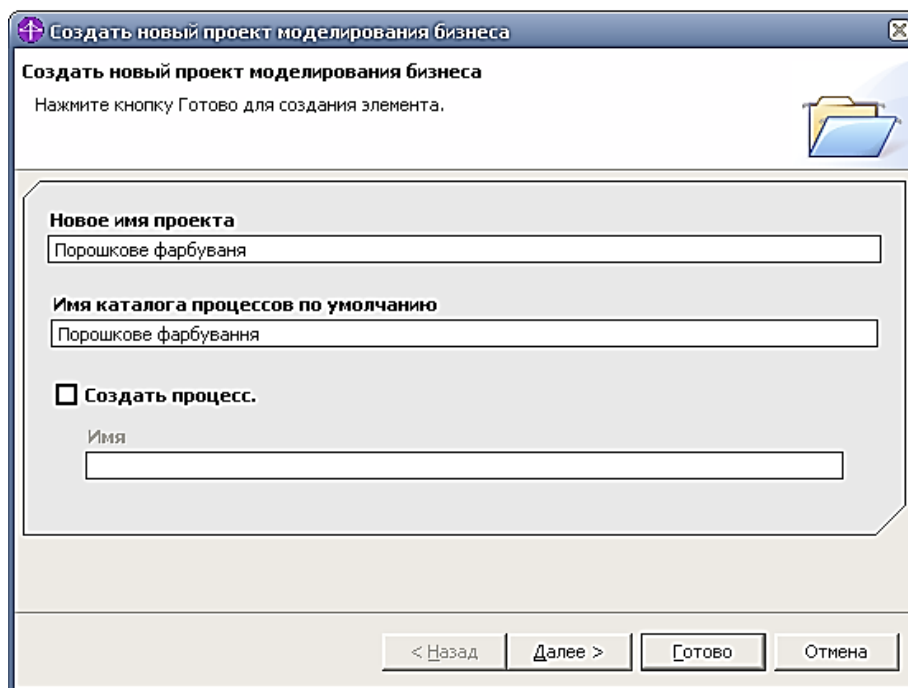 Создать новый проект моделирования бизнеса
Создать новый проект моделирования бизнеса
Нажмите кнопку Готово для создания элемента.
Новое имя проекта
Порошкове фарбуваня
Имя каталога процессов по умолчанию
Порошкове фарбування
Создать процесс.
Имя
< Назад
Далее >
Готово
Отмена